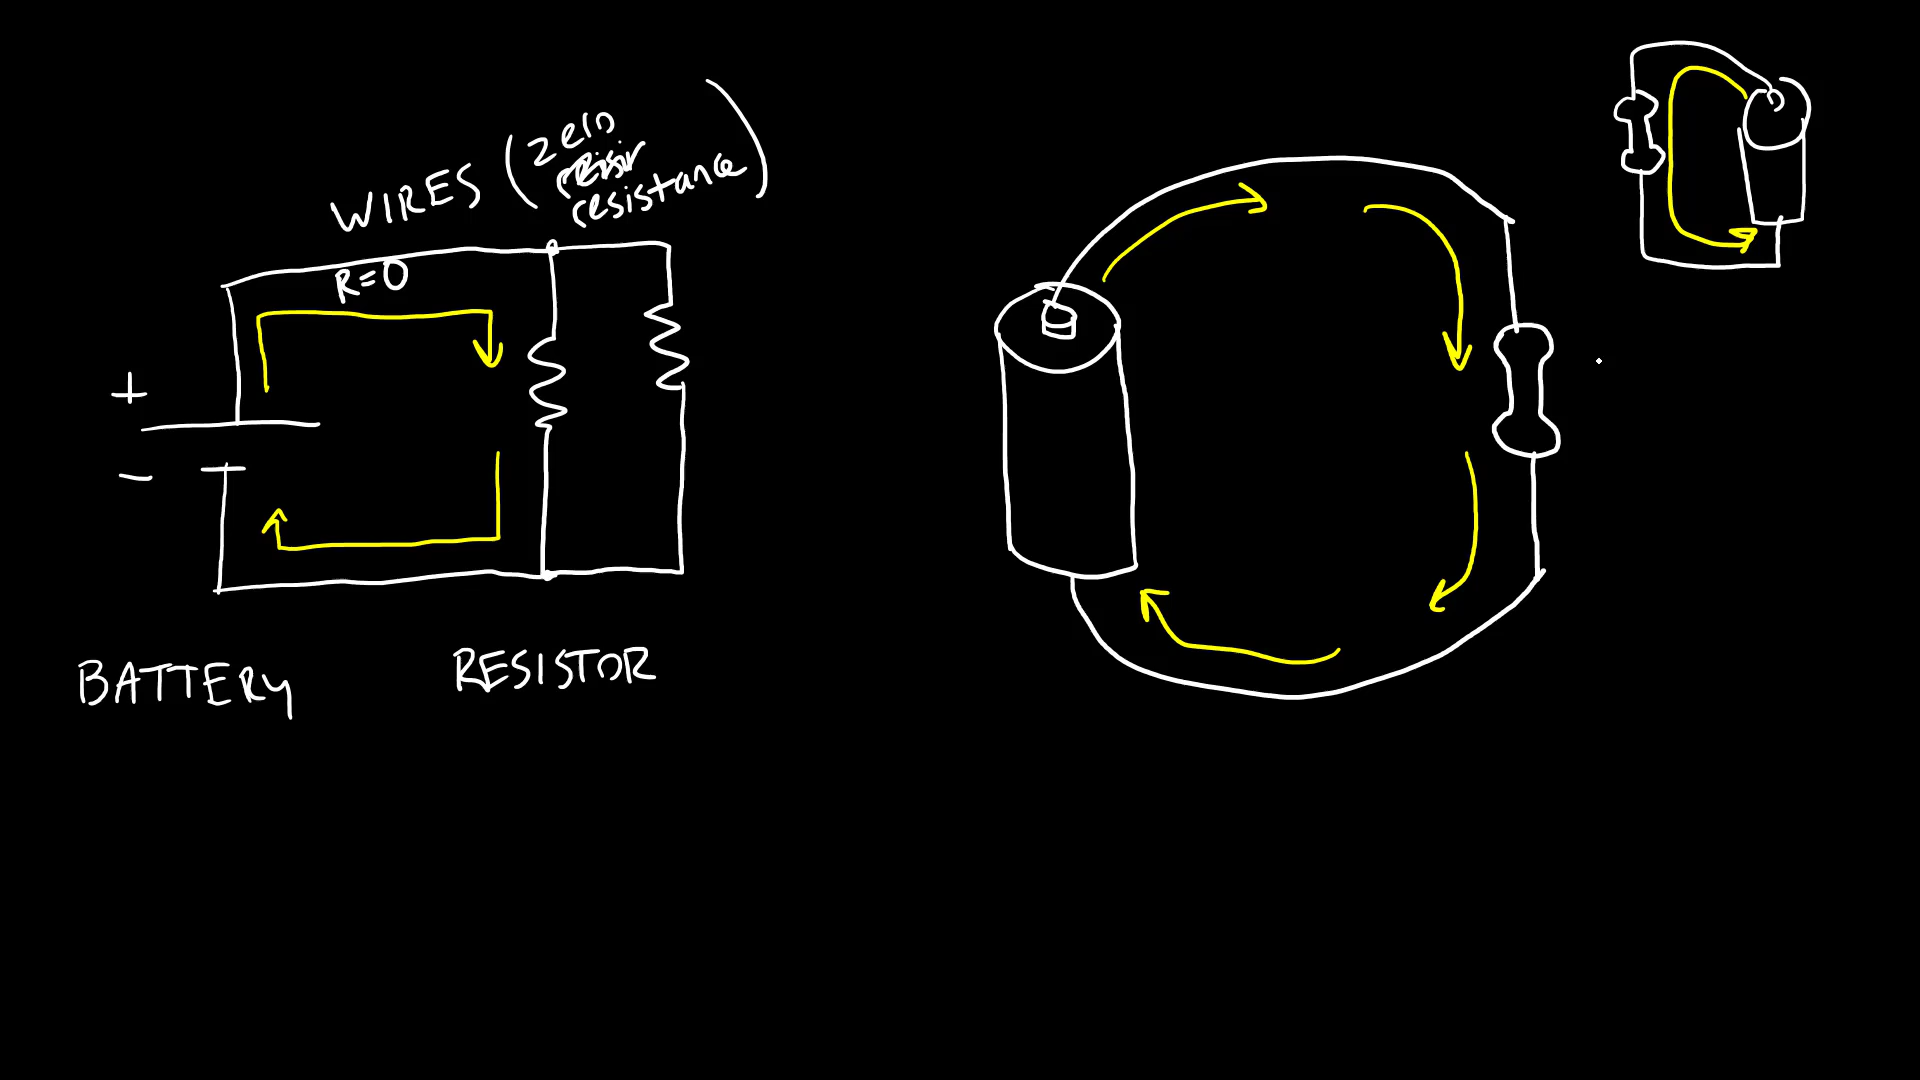 WIRES (zero
resistance)
R=0
+
-
BATTERY
RESISTOR